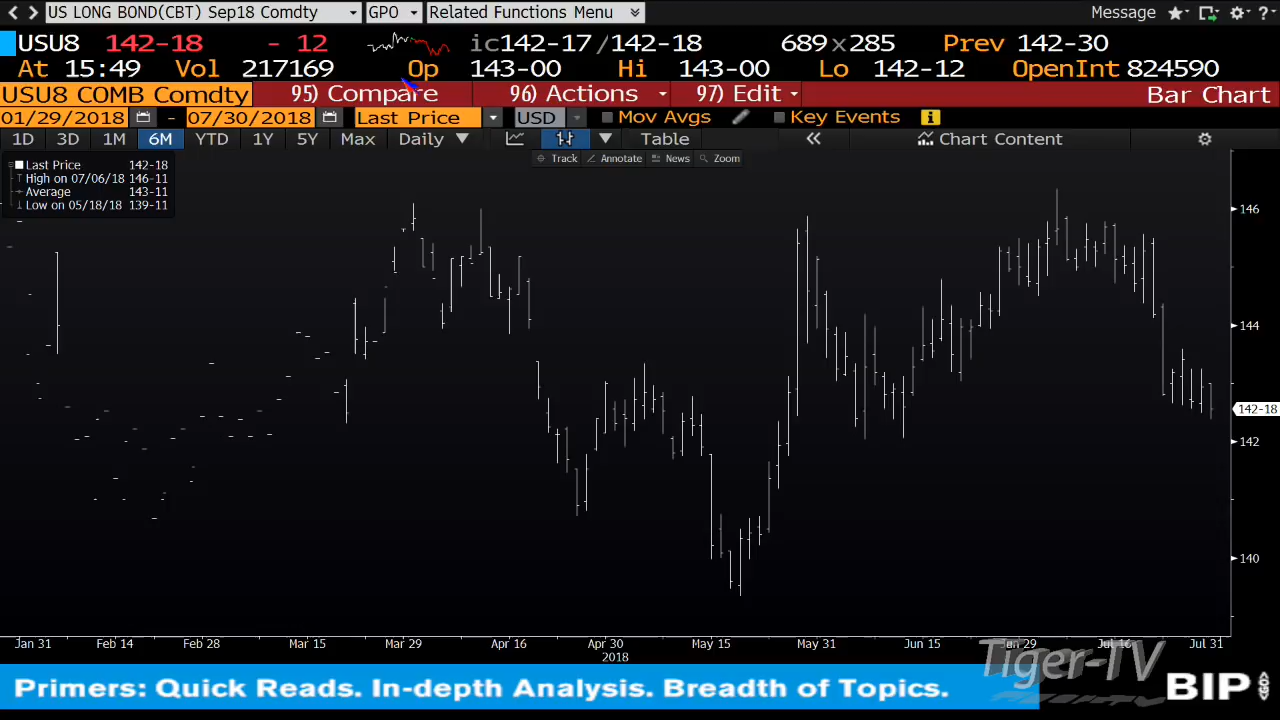 US LONG BOND(CBT) Sep18 Comdty GPO Related Functions Menu Message
USU8 142-18 - 12 ic142-17/142-18 689x285 Prev 142-30
At 15:49 Vol 217169 Op 143-00 Hi 143-00 Lo 142-12 OpenInt 824590
USU8 COMB Comdty 95) Compare 96) Actions 97) Edit Bar Chart
01/29/2018 - 07/30/2018 Last Price USD Mov Avgs Key Events
1D 3D 1M 6M YTD 1Y 5Y Max Daily Table Chart Content
Track Annotate News Zoom
Last Price 142-18
High on 07/06/18 146-11
Average 143-11
Low on 05/18/18 139-11
146
144
142-18
142
140
Jan 31 Feb 14 Feb 28 Mar 15 Mar 29 Apr 16 Apr 30 May 15 May 31 Jun 15 Jun 29 Jul 16 Jul 31
2018
Tiger-TV
Primers: Quick Reads. In-depth Analysis. Breadth of Topics.
BIP GO